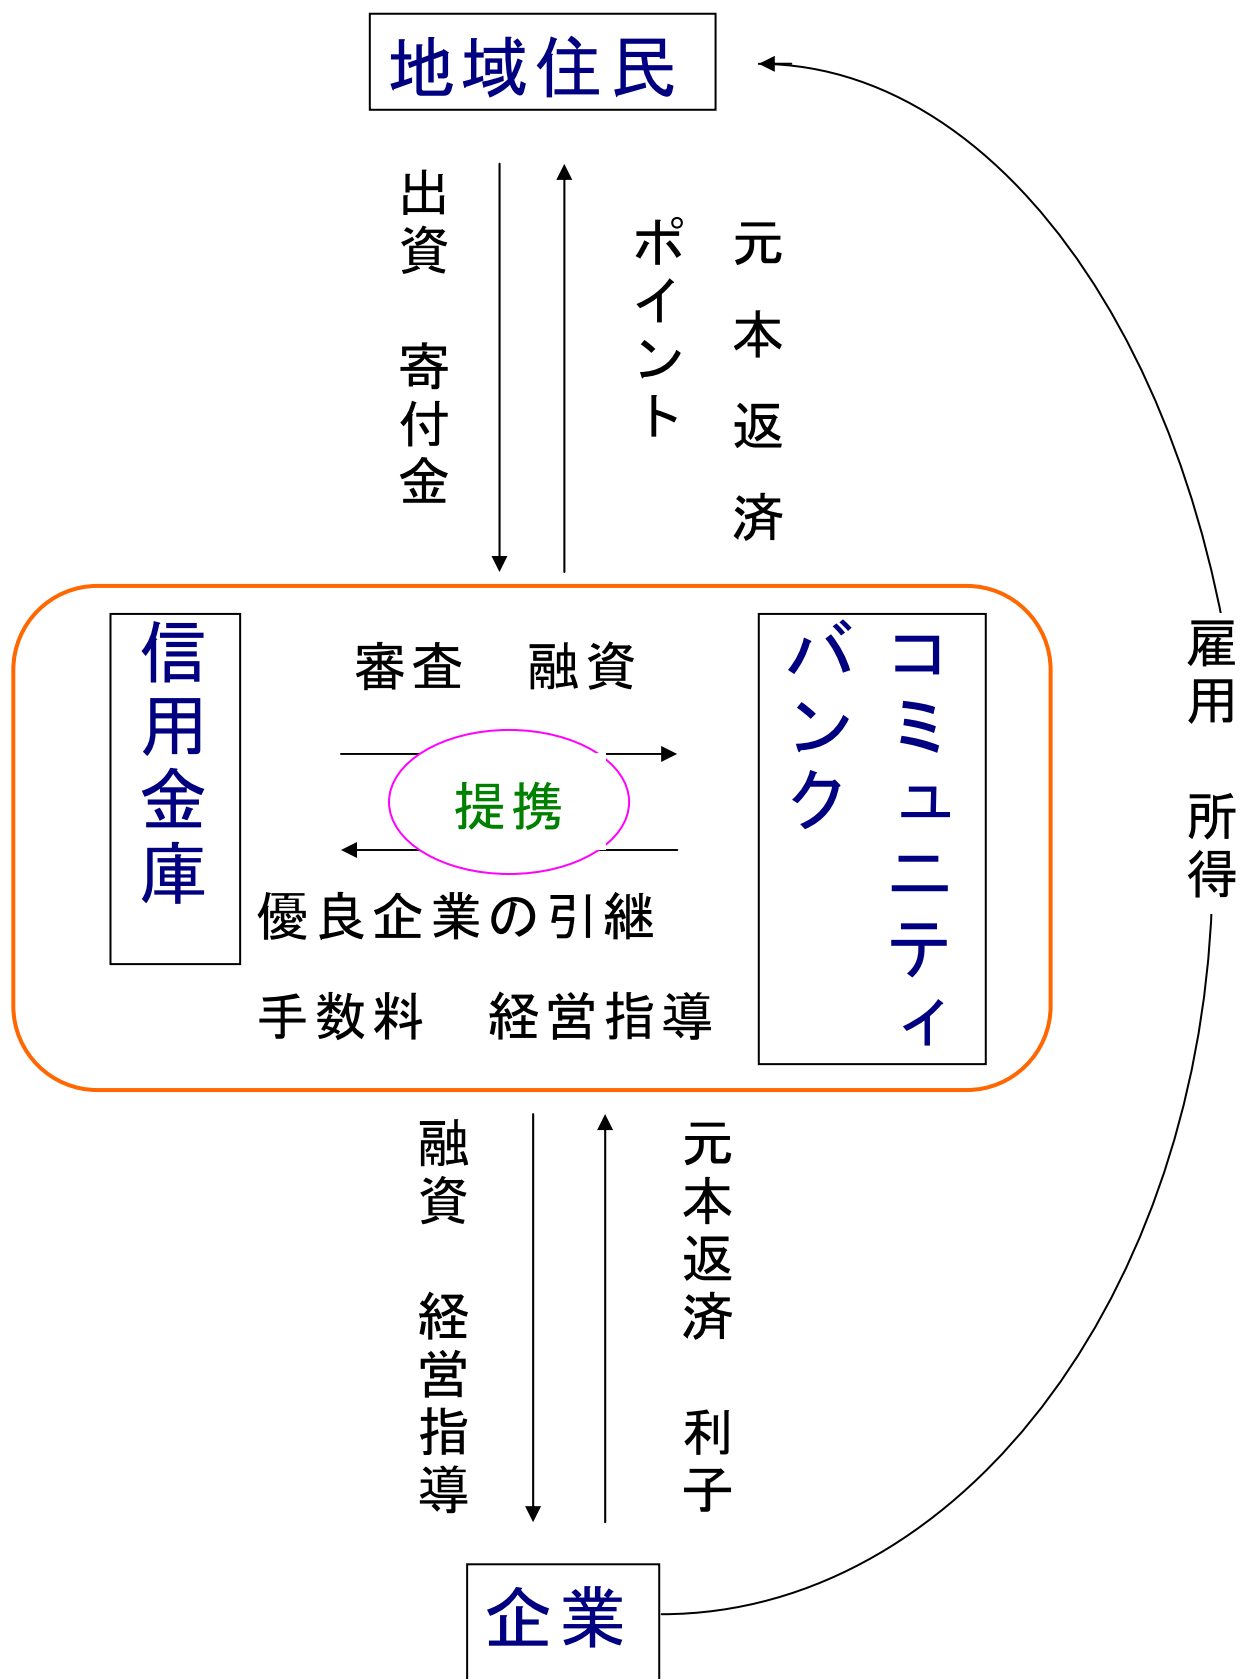 地域住民
出資　寄付金
ポイント
元本返済
信用金庫
審査　融資
提携
優良企業の引継
手数料　経営指導
コミュニティ
バンク
雇用　所得
融資　経営指導
元本返済　利子
企業